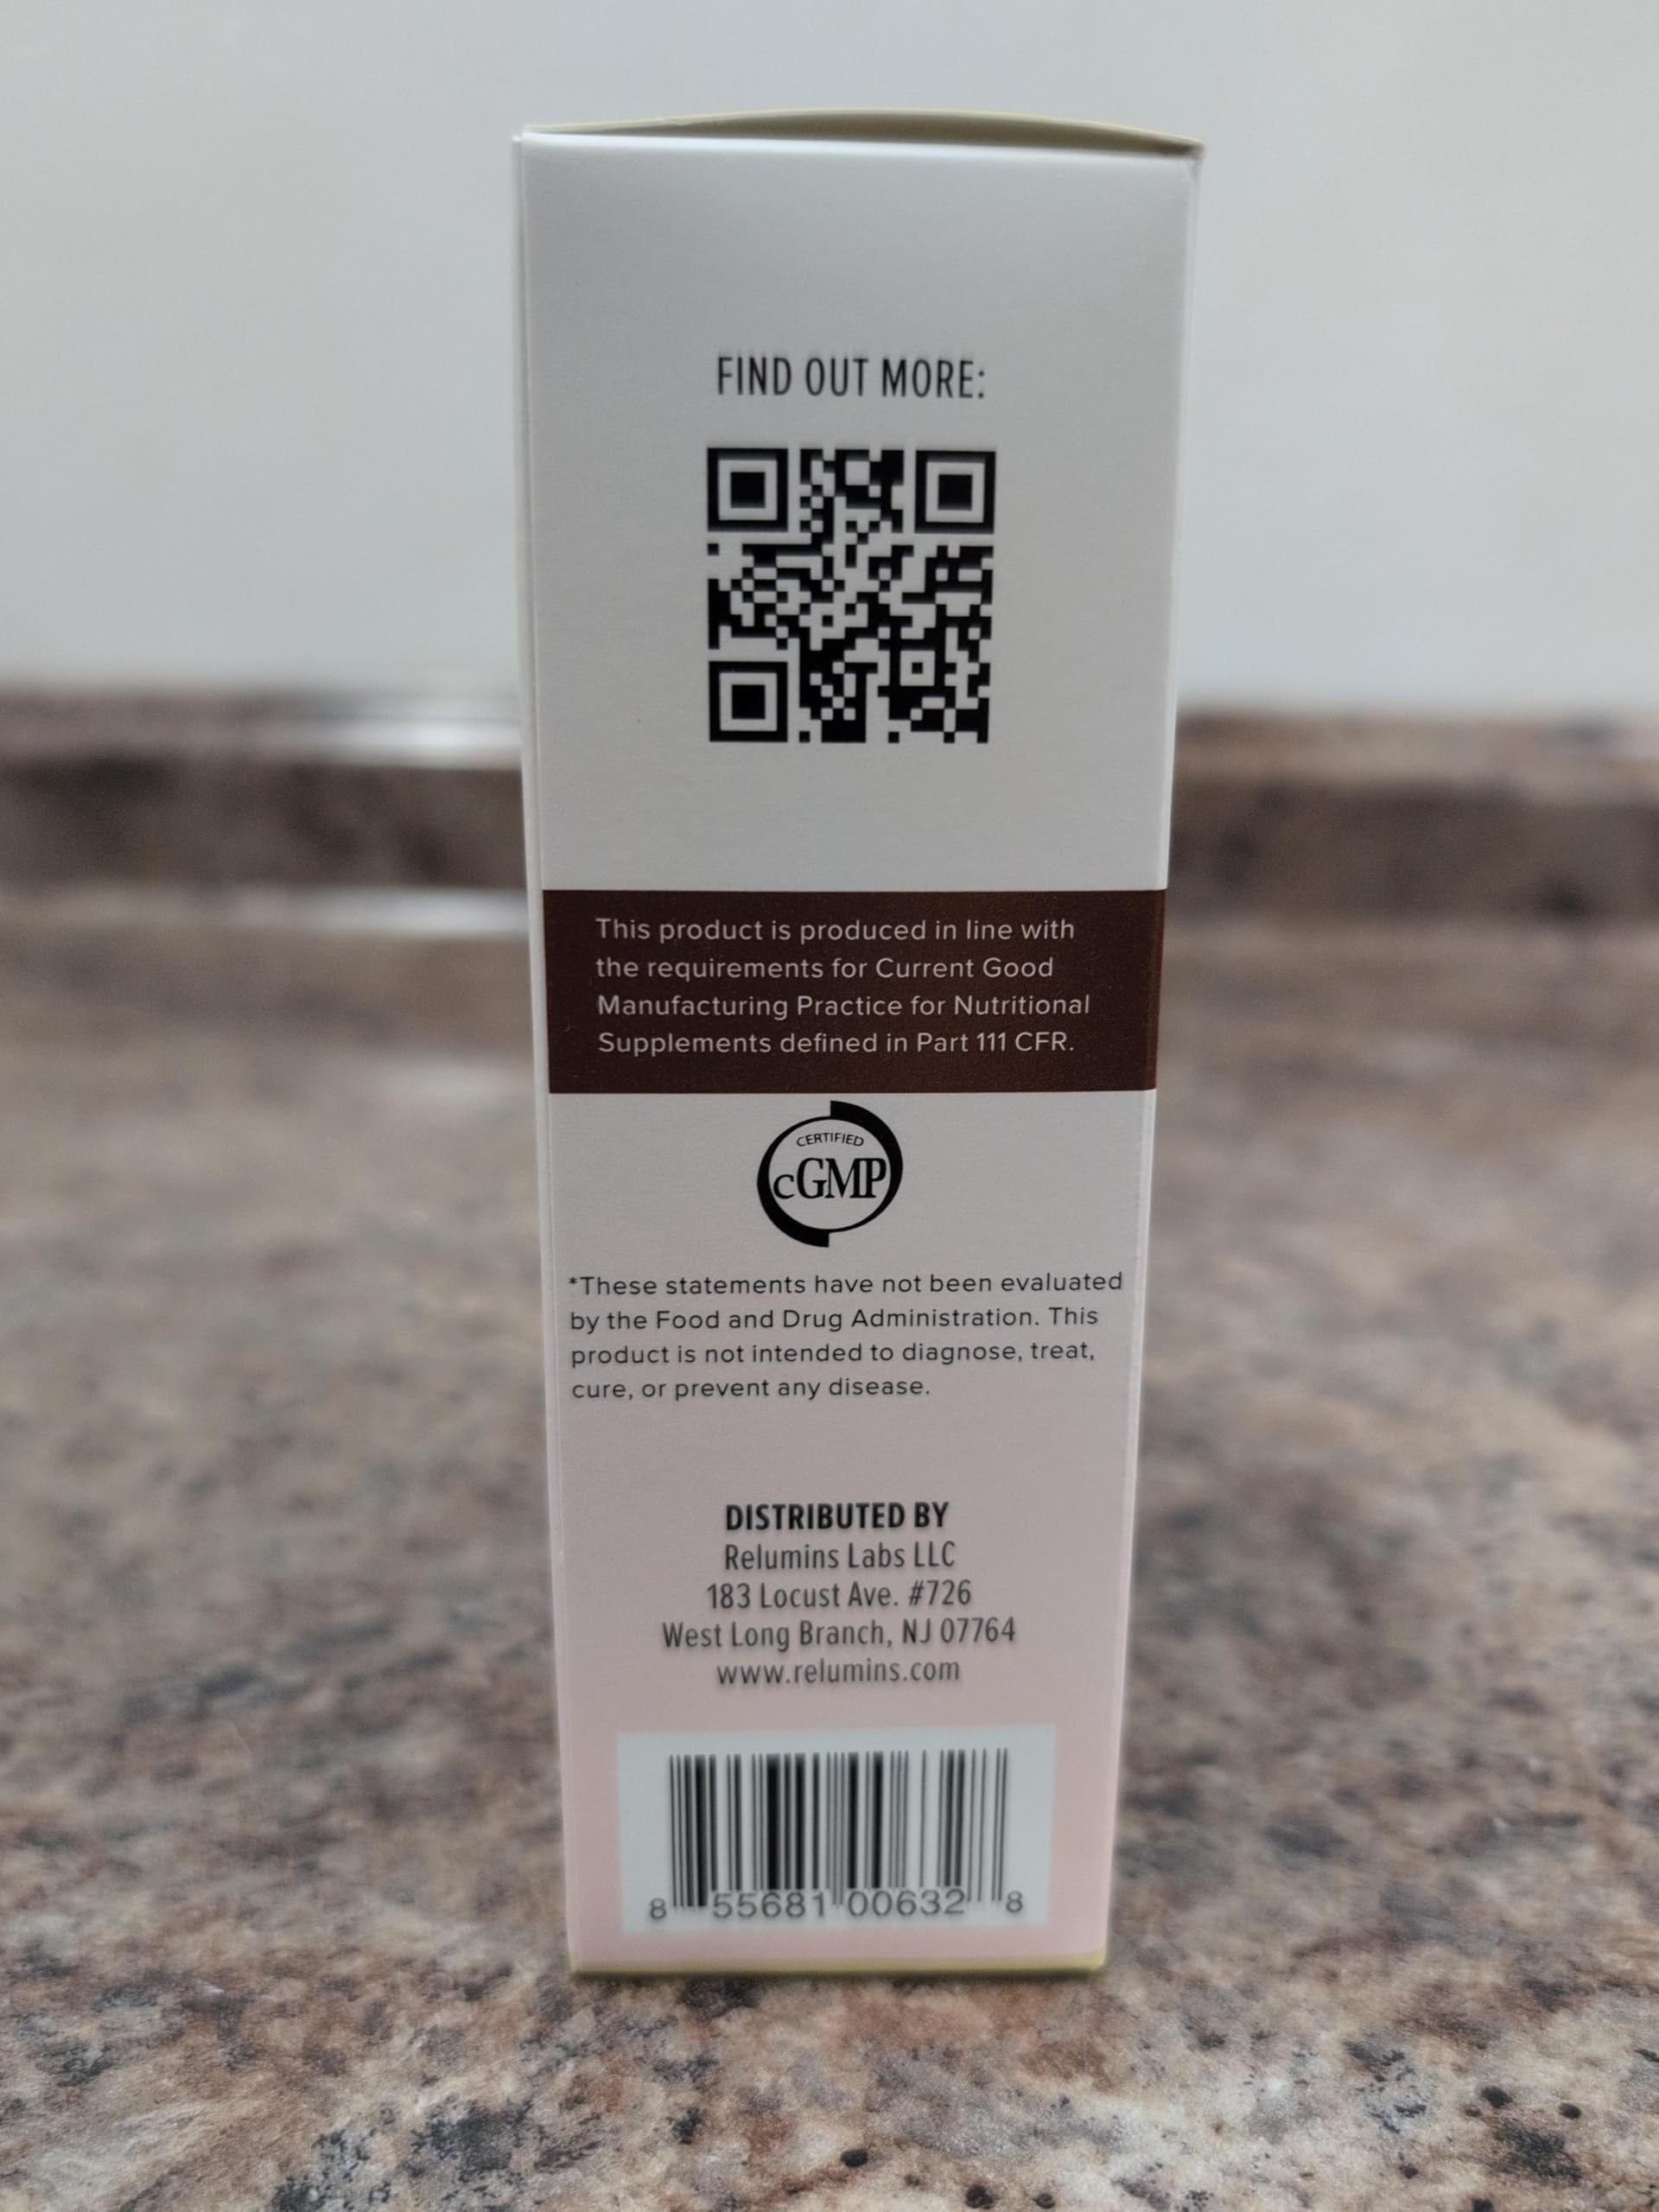 FIND OUT MORE:
This product is produced in line with
the requirements for Current Good
Manufacturing Practice for Nutritional
Supplements defined in Part 111 CFR.
CERTIFIED
cGMP
*These statements have not been evaluated
by the Food and Drug Administration. This
product is not intended to diagnose, treat,
cure, or prevent any disease.
DISTRIBUTED BY
Relumins Labs LLC
183 Locust Ave. #726
West Long Branch, NJ 07764
www.relumins.com
8 55681 00632 8